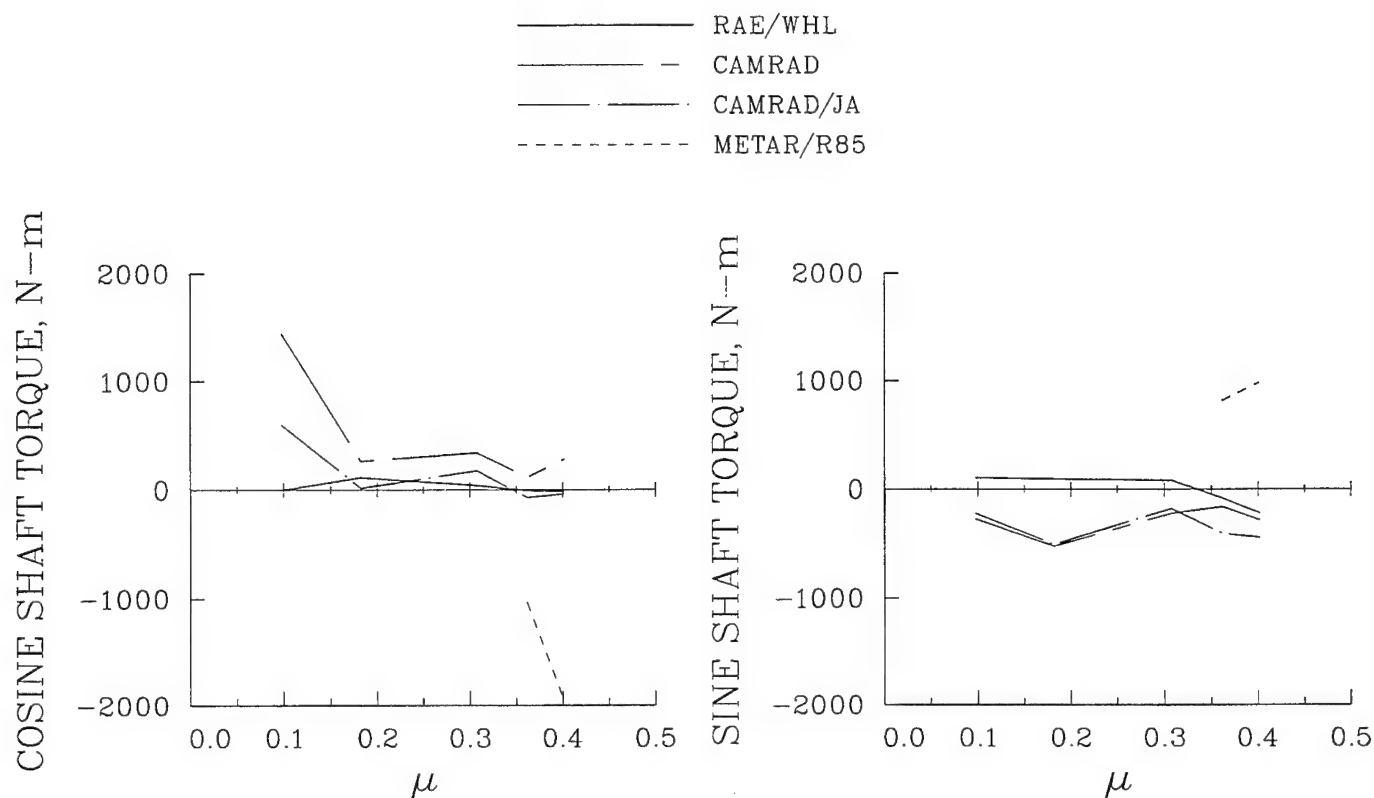 RAE/WHL
CAMRAD
CAMRAD/JA
METAR/R85
COSINE SHAFT TORQUE, N-m
2000
1000
0
-1000
-2000
0.0 0.1 0.2 0.3 0.4 0.5
μ
SINE SHAFT TORQUE, N-m
2000
1000
0
-1000
-2000
0.0 0.1 0.2 0.3 0.4 0.5
μ